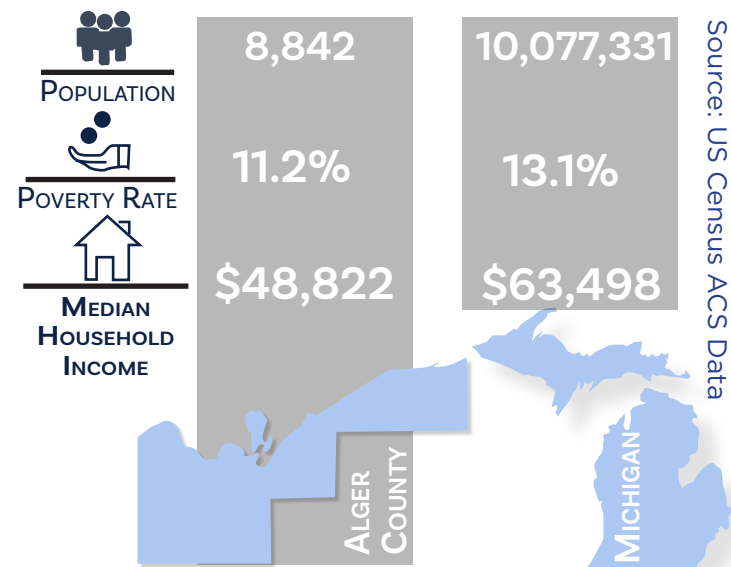 8,842
10,077,331
POPULATION
11.2%
13.1%
POVERTY RATE
$48,822
$63,498
MEDIAN
HOUSEHOLD
INCOME
ALGER
COUNTY
MICHIGAN
Source: US Census ACS Data